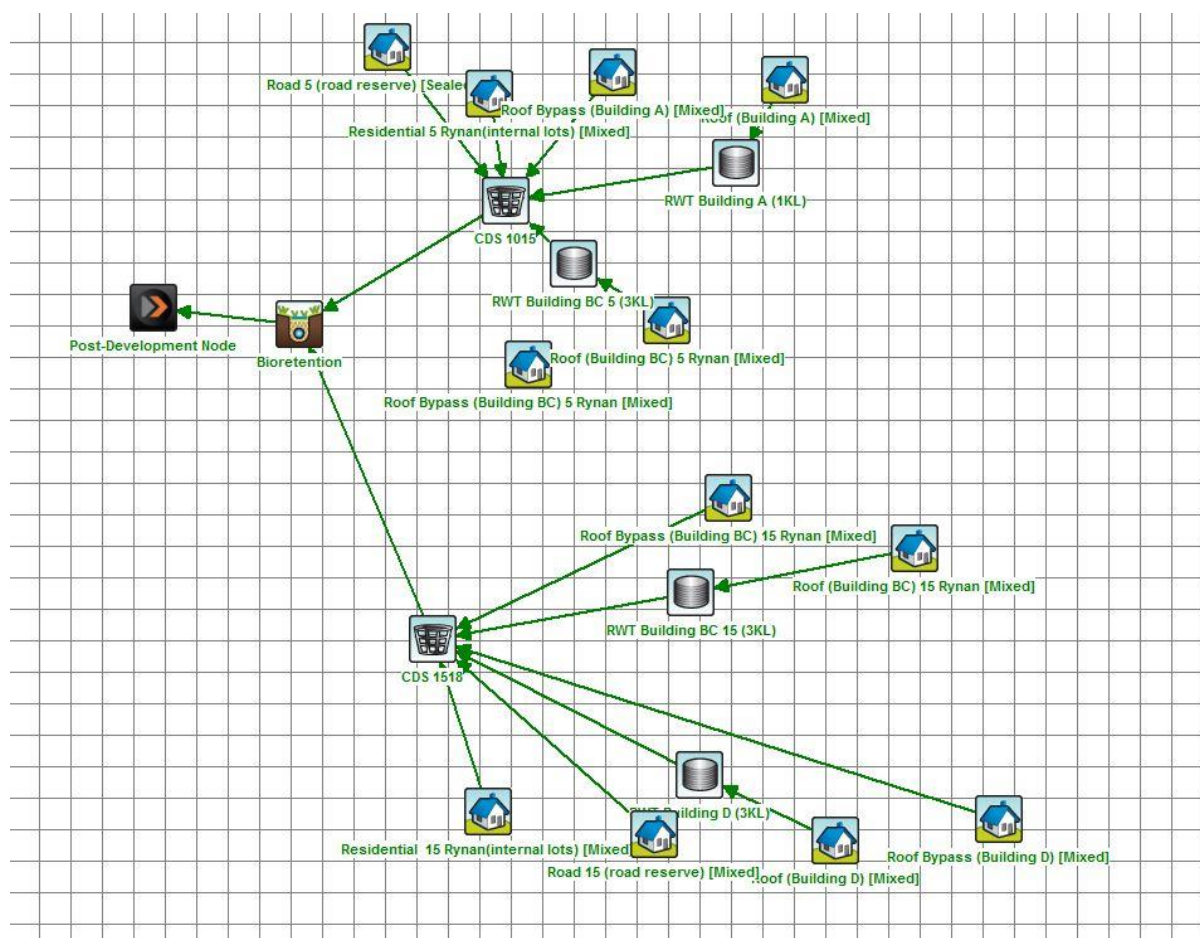 Road 5 (road reserve) [Seale
Roof Bypass (Building A) [Mixed]
(Building A) [Mixed]
Residential 5 Rynan(internal lots) [Mixed]
RWT Building A (1KL)
CDS 1015
RWT Building BC 5 (3KL)
Post-Development Node
Bioretention
Roof (Building BC) 5 Rynan [Mixed]
Roof Bypass (Building BC) 5 Rynan [Mixed]
Roof Bypass (Building BC) 15 Rynan [Mixed]
Roof (Building BC) 15 Rynan [Mixed]
RWT Building BC 15 (3KL)
CDS 1518
RWT Building D (3KL)
Residential 15 Rynan(internal lots) [Mixed
Roof Bypass (Building D) [Mixed]
Road 15 (road reserve) [Mixed]
Roof (Building D) [Mixed]